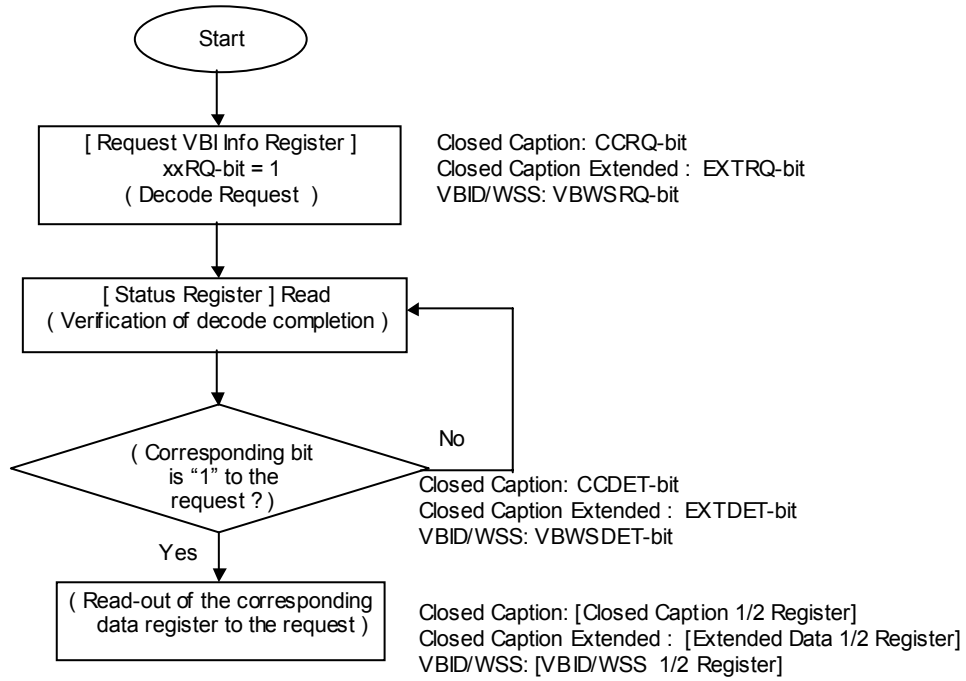 Start
[ Request VBI Info Register ]
xxRQ-bit = 1
( Decode Request )
Closed Caption: CCRQ-bit
Closed Caption Extended : EXTRQ-bit
VBID/WSS: VBWSRQ-bit
[ Status Register ] Read
( Verification of decode completion )
( Corresponding bit
is “1” to the
request ? )
No
Closed Caption: CCDET-bit
Closed Caption Extended : EXTDET-bit
VBID/WSS: VBWSDET-bit
Yes
( Read-out of the corresponding
data register to the request )
Closed Caption: [Closed Caption 1/2 Register]
Closed Caption Extended : [Extended Data 1/2 Register]
VBID/WSS: [VBID/WSS 1/2 Register]